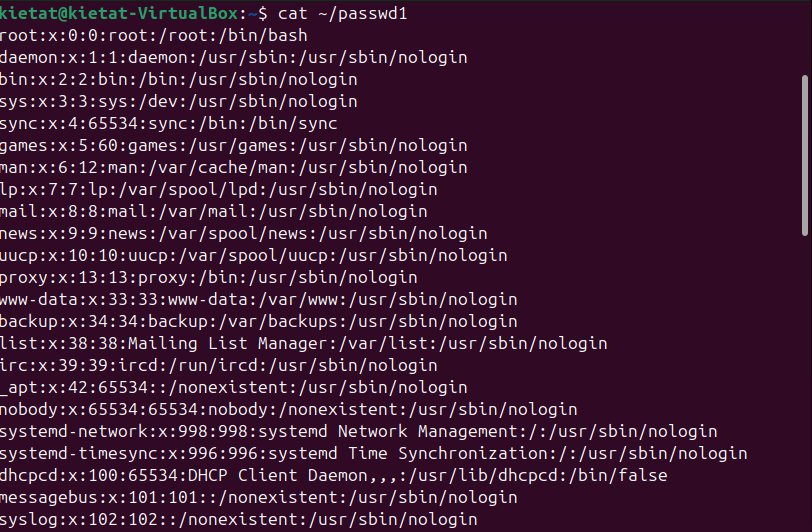 kietat@kietat-VirtualBox:~$ cat ~/passwd1
root:x:0:0:root:/root:/bin/bash
daemon:x:1:1:daemon:/usr/sbin:/usr/sbin/nologin
bin:x:2:2:bin:/bin:/usr/sbin/nologin
sys:x:3:3:sys:/dev:/usr/sbin/nologin
sync:x:4:65534:sync:/bin:/bin/sync
games:x:5:60:games:/usr/games:/usr/sbin/nologin
man:x:6:12:man:/var/cache/man:/usr/sbin/nologin
lp:x:7:7:lp:/var/spool/lpd:/usr/sbin/nologin
mail:x:8:8:mail:/var/mail:/usr/sbin/nologin
news:x:9:9:news:/var/spool/news:/usr/sbin/nologin
uucp:x:10:10:uucp:/var/spool/uucp:/usr/sbin/nologin
proxy:x:13:13:proxy:/bin:/usr/sbin/nologin
www-data:x:33:33:www-data:/var/www:/usr/sbin/nologin
backup:x:34:34:backup:/var/backups:/usr/sbin/nologin
list:x:38:38:Mailing List Manager:/var/list:/usr/sbin/nologin
irc:x:39:39:ircd:/run/ircd:/usr/sbin/nologin
_apt:x:42:65534::/nonexistent:/usr/sbin/nologin
nobody:x:65534:65534:nobody:/nonexistent:/usr/sbin/nologin
systemd-network:x:998:998:systemd Network Management:/:/usr/sbin/nologin
systemd-timesync:x:996:996:systemd Time Synchronization:/:/usr/sbin/nologin
dhcpcd:x:100:65534:DHCP Client Daemon,,,:/usr/lib/dhcpcd:/bin/false
messagebus:x:101:101::/nonexistent:/usr/sbin/nologin
syslog:x:102:102::/nonexistent:/usr/sbin/nologin